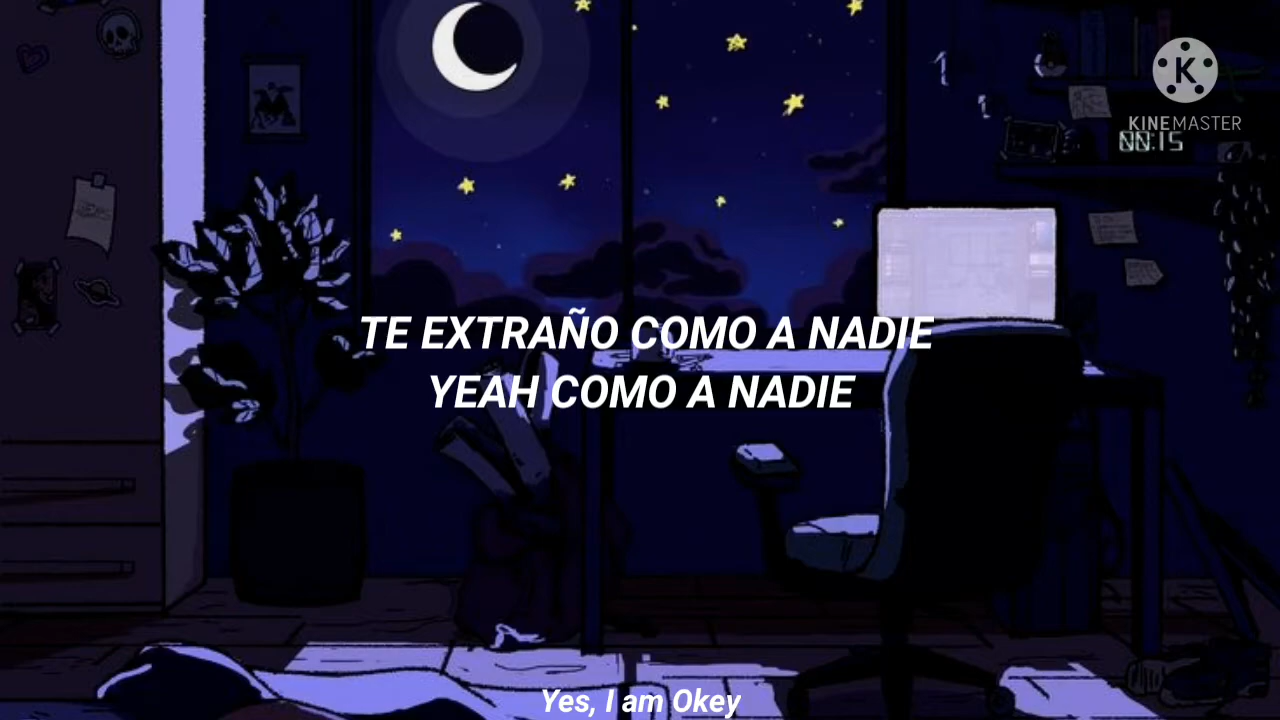 KINEMASTER
00:15
TE EXTRAÑO COMO A NADIE
YEAH COMO A NADIE
Yes, I am Okey